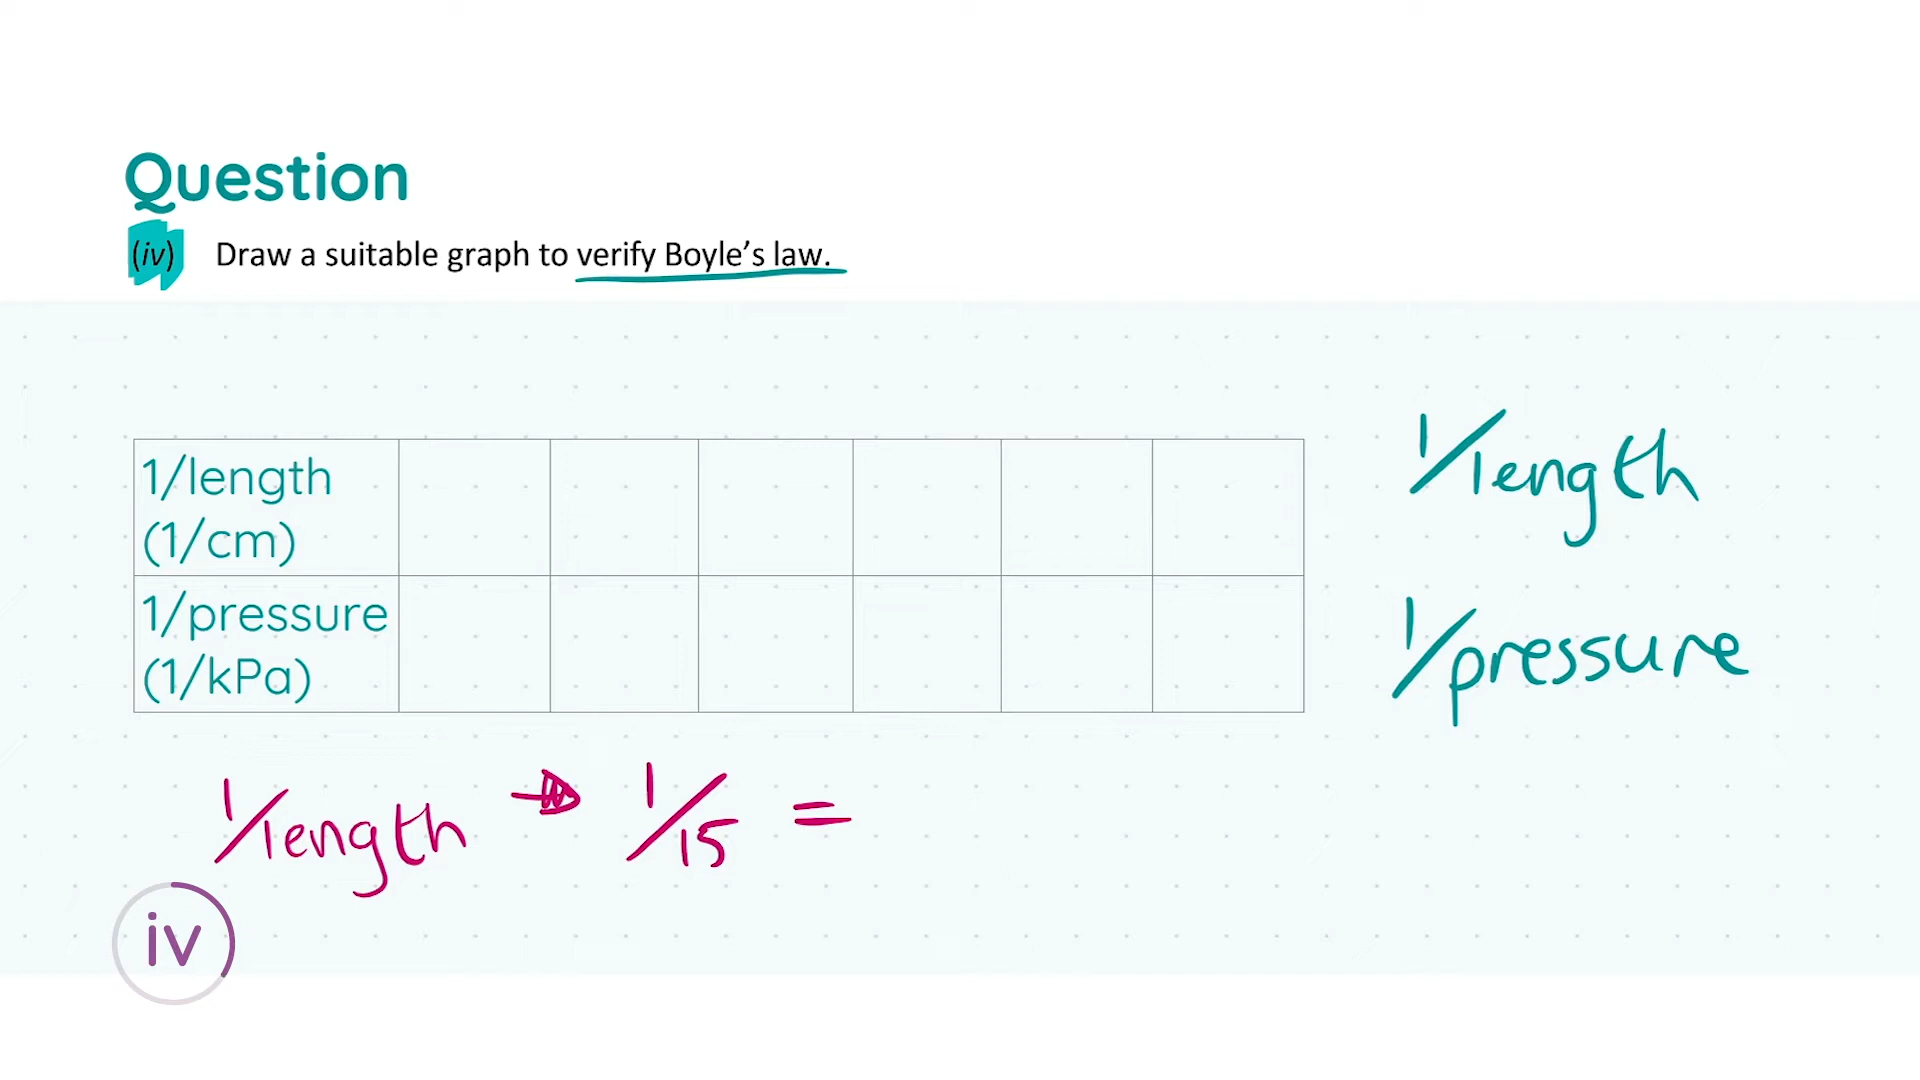 Question
(iv) Draw a suitable graph to verify Boyle’s law.
1/length
(1/cm)
1/pressure
(1/kPa)
1/length
1/pressure
1/length → 1/15 =
iv